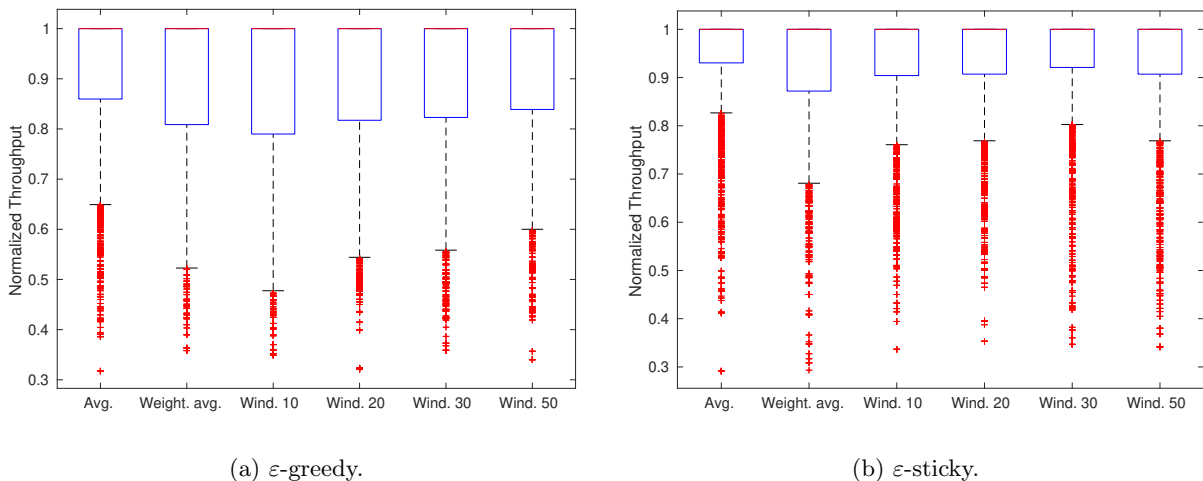 Normalized Throughput
1
0.9
0.8
0.7
0.6
0.5
0.4
0.3
Avg. Weight. avg. Wind. 10 Wind. 20 Wind. 30 Wind. 50
(a) ε-greedy.
Normalized Throughput
1
0.9
0.8
0.7
0.6
0.5
0.4
0.3
Avg. Weight. avg. Wind. 10 Wind. 20 Wind. 30 Wind. 50
(b) ε-sticky.